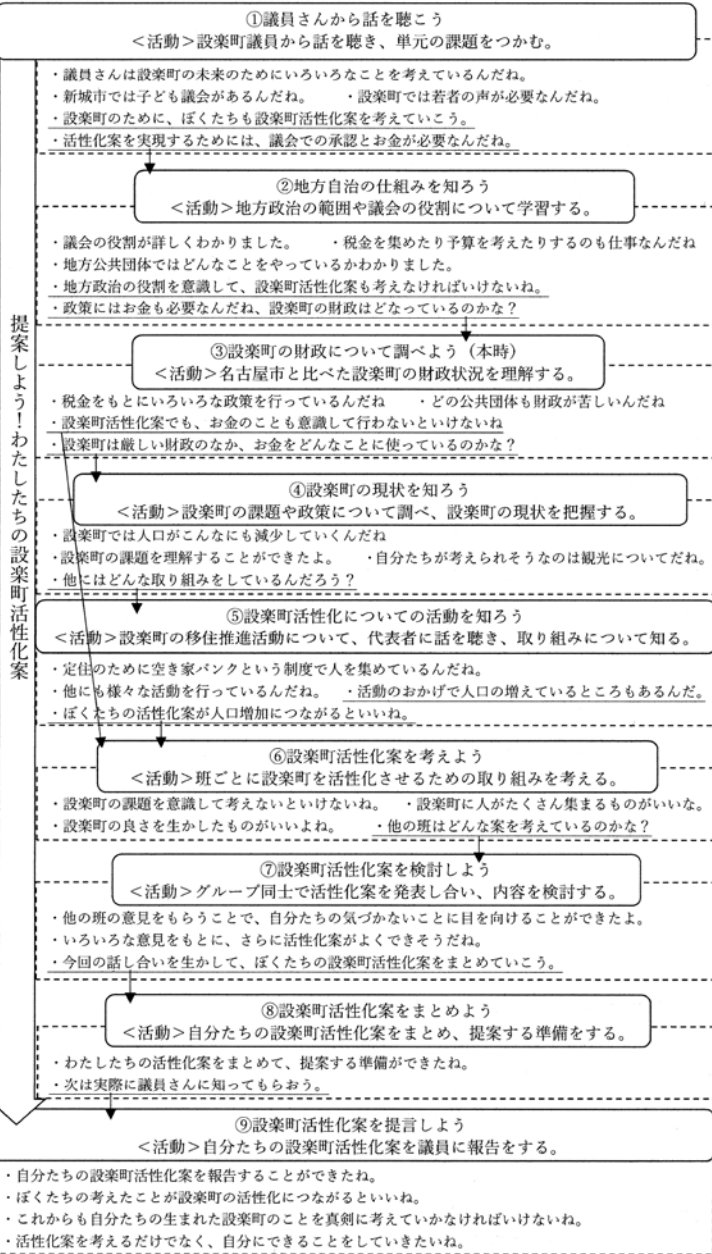 ①議員さんから話を聴こう
＜活動＞設楽町議員から話を聴き、単元の課題をつかむ。
・議員さんは設楽町の未来のためにいろいろなことを考えているんだね。
・新城市では子ども議会があるんだね。　・設楽町では若者の声が必要なんだね。
・設楽町のために、ぼくたちも設楽町活性化案を考えていこう。
・活性化案を実現するためには、議会での承認とお金が必要なんだね。
②地方自治の仕組みを知ろう
＜活動＞地方政治の範囲や議会の役割について学習する。
・議会の役割が詳しくわかりました。　・税金を集めたり予算を考えたりするのも仕事なんだね
・地方公共団体ではどんなことをやっているかわかりました。
・地方政治の役割を意識して、設楽町活性化案も考えなければいけないね。
・政策にはお金も必要なんだね、設楽町の財政はどなっているのかな？
提案しよう！わたしたちの設楽町活性化案
③設楽町の財政について調べよう（本時）
＜活動＞名古屋市と比べた設楽町の財政状況を理解する。
・税金をもとにいろいろな政策を行っているんだね　・どの公共団体も財政が苦しいんだね
・設楽町活性化案でも、お金のことも意識して行わないといけないね
・設楽町は厳しい財政のなか、お金をどんなことに使っているのかな？
④設楽町の現状を知ろう
＜活動＞設楽町の課題や政策について調べ、設楽町の現状を把握する。
・設楽町では人口がこんなにも減少していくんだね
・設楽町の課題を理解することができたよ。　・自分たちが考えられそうなのは観光についてだね。
・他にはどんな取り組みをしているんだろう？
⑤設楽町活性化についての活動を知ろう
＜活動＞設楽町の移住推進活動について、代表者に話を聴き、取り組みについて知る。
・定住のために空き家バンクという制度で人を集めているんだね。
・他にも様々な活動を行っているんだね。　・活動のおかげで人口の増えているところもあるんだ。
・ぼくたちの活性化案が人口増加につながるといいね。
⑥設楽町活性化案を考えよう
＜活動＞班ごとに設楽町を活性化させるための取り組みを考える。
・設楽町の課題を意識して考えないといけないね。　・設楽町に人がたくさん集まるものがいいな。
・設楽町の良さを生かしたものがいいよね。　・他の班はどんな案を考えているのかな？
⑦設楽町活性化案を検討しよう
＜活動＞グループ同士で活性化案を発表し合い、内容を検討する。
・他の班の意見をもらうことで、自分たちの気づかないことに目を向けることができたよ。
・いろいろな意見をもとに、さらに活性化案がよくできそうだね。
・今回の話し合いを生かして、ぼくたちの設楽町活性化案をまとめていこう。
⑧設楽町活性化案をまとめよう
＜活動＞自分たちの設楽町活性化案をまとめ、提案する準備をする。
・わたしたちの活性化案をまとめて、提案する準備ができたね。
・次は実際に議員さんに知ってもらおう。
⑨設楽町活性化案を提言しよう
＜活動＞自分たちの設楽町活性化案を議員に報告をする。
・自分たちの設楽町活性化案を報告することができたね。
・ぼくたちの考えたことが設楽町の活性化につながるといいね。
・これからも自分たちの生まれた設楽町のことを真剣に考えていかなければいけないね。
・活性化案を考えるだけでなく、自分にできることをしていきたいね。